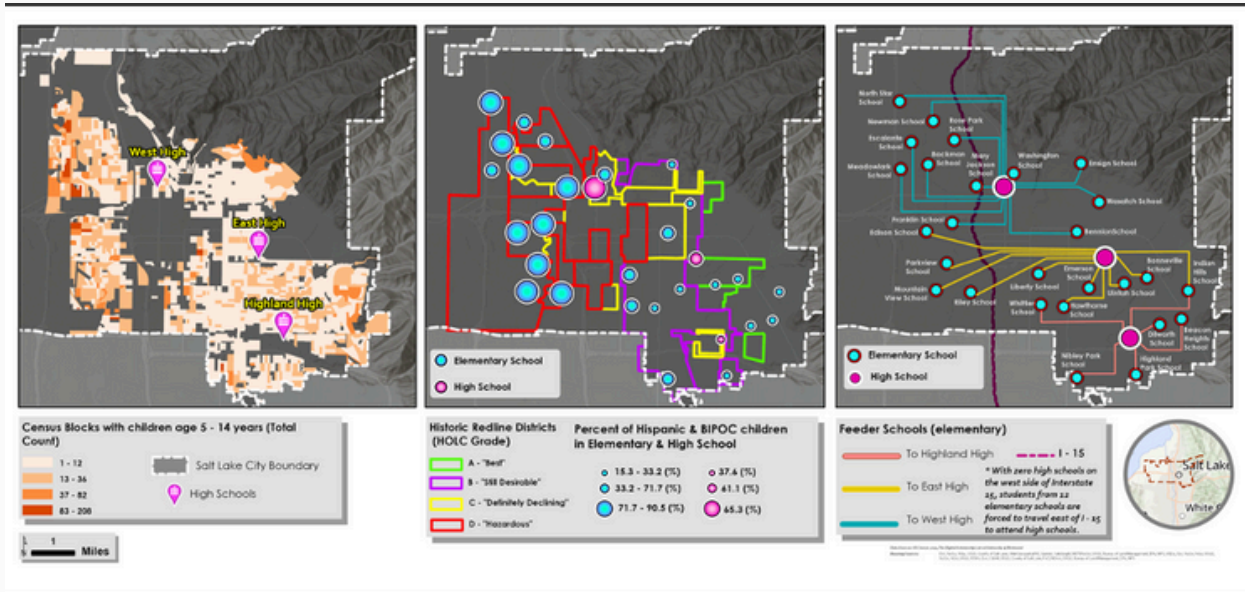 West High
East High
Highland High
Elementary School
High School
North Star
School
Newman School
Rose Park
School
Escalante
School
Backman
School
Mary
Jackson
School
Washington
School
Ensign School
Meadowlark
School
Wasatch School
Franklin School
Edison School
Bennion School
Parkview
School
Emerson
School
Bonneville
School
Indian
Hills
School
Liberty School
Uintah School
Mountain
View School
Riley School
Whittier
School
Hawthorne
School
Dilworth
School
Beacon
Heights
School
Nibley Park
School
Highland
Park School
Elementary School
High School
Census Blocks with children age 5 - 14 years (Total
Count)
1 - 12
13 - 36
37 - 82
83 - 208
Salt Lake City Boundary
High Schools
1
Miles
Historic Redline Districts
(HOLC Grade)
A - "Best"
B - "Still Desirable"
C - "Definitely Declining"
D - "Hazardous"
Percent of Hispanic & BIPOC children
in Elementary & High School
15.3 - 33.2 (%)
33.2 - 71.7 (%)
71.7 - 90.5 (%)
37.6 (%)
61.1 (%)
65.3 (%)
Feeder Schools (elementary)
To Highland High
To East High
To West High
I - 15
* With zero high schools on
the west side of Interstate
15, students from 12
elementary schools are
forced to travel east of I - 15
to attend high schools.
Salt Lake
White